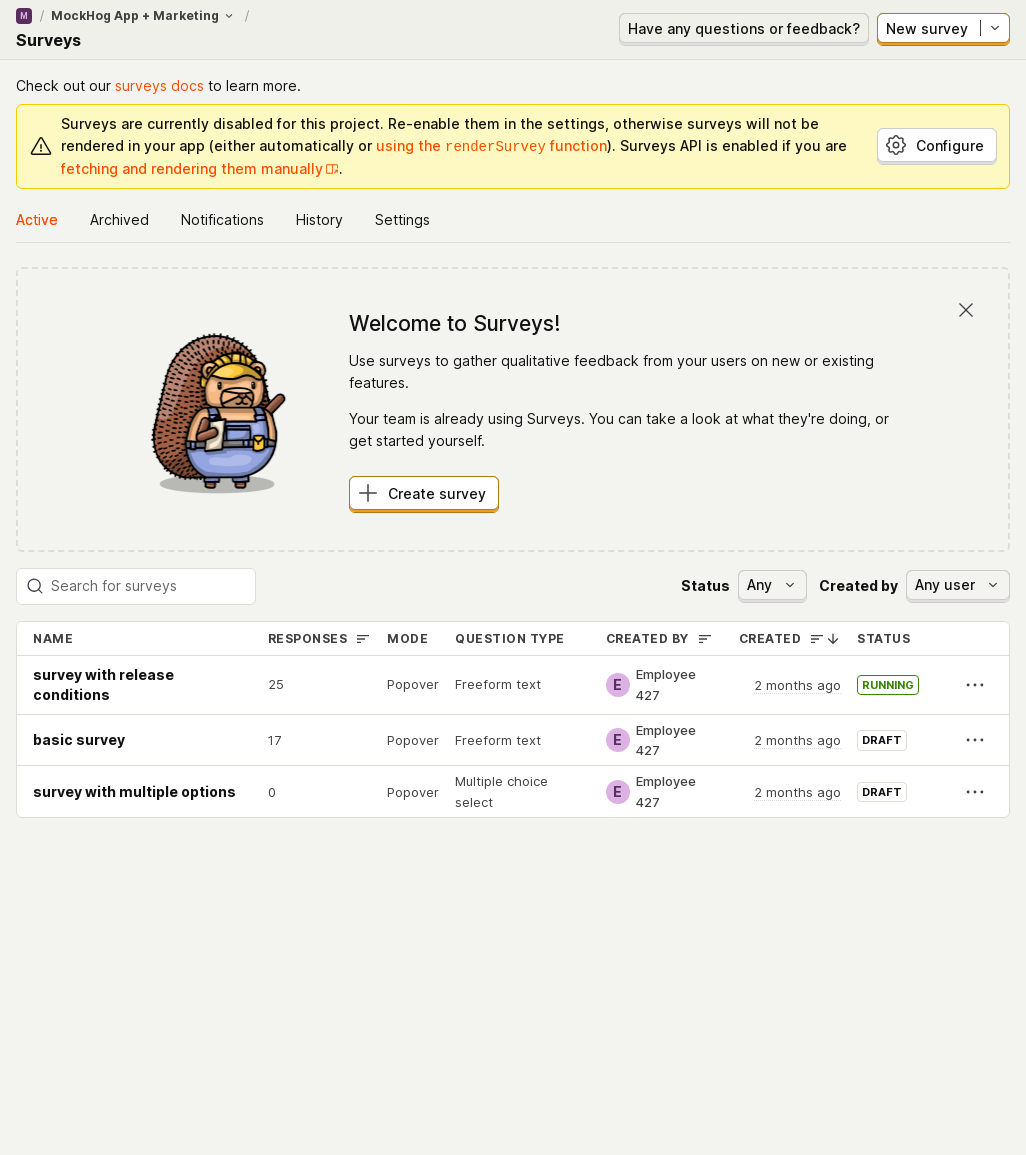 M / MockHog App + Marketing /
Surveys
Have any questions or feedback?
New survey
Check out our surveys docs to learn more.
Surveys are currently disabled for this project. Re-enable them in the settings, otherwise surveys will not be
rendered in your app (either automatically or using the renderSurvey function). Surveys API is enabled if you are
fetching and rendering them manually.
Configure
Active Archived Notifications History Settings
Welcome to Surveys!
Use surveys to gather qualitative feedback from your users on new or existing
features.
Your team is already using Surveys. You can take a look at what they're doing, or
get started yourself.
Create survey
Search for surveys
Status Any Created by Any user
NAME RESPONSES MODE QUESTION TYPE CREATED BY CREATED STATUS
survey with release
conditions
25 Popover Freeform text E Employee
427
2 months ago RUNNING
basic survey 17 Popover Freeform text E Employee
427
2 months ago DRAFT
survey with multiple options 0 Popover Multiple choice
select
E Employee
427
2 months ago DRAFT